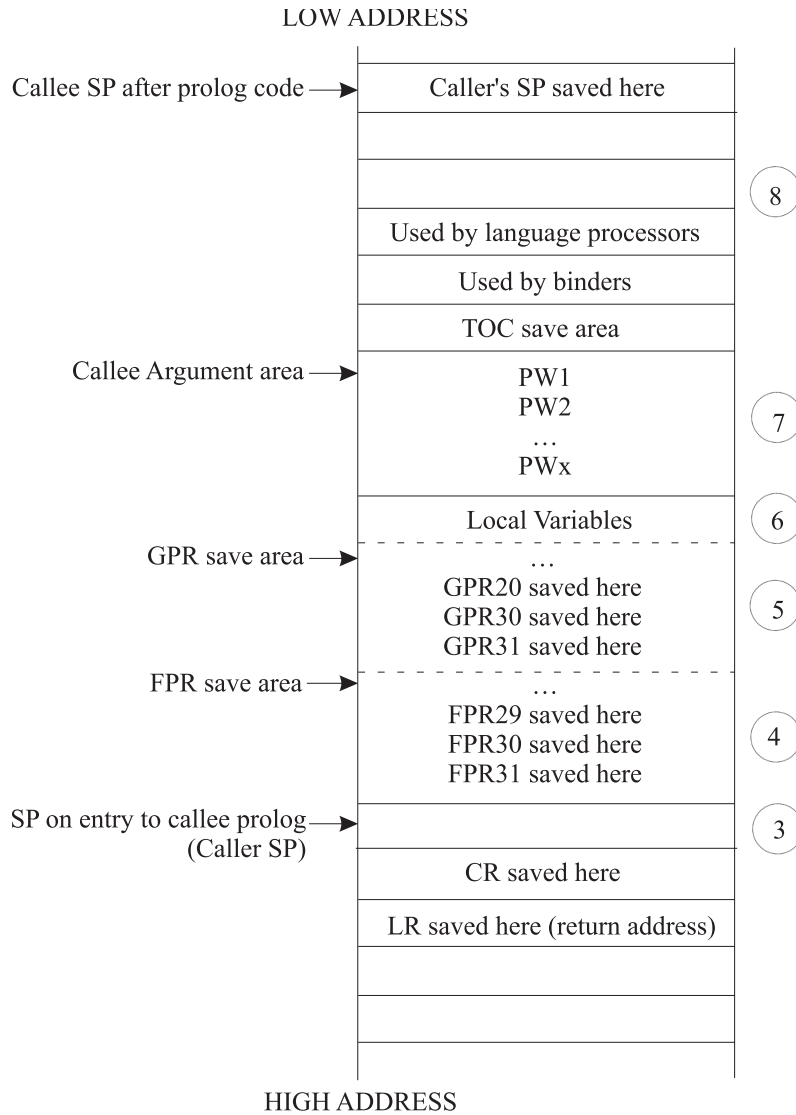 LOW ADDRESS
Callee SP after prolog code
Caller's SP saved here
8
Used by language processors
Used by binders
TOC save area
Callee Argument area
PW1
PW2
...
PWx
7
Local Variables
6
GPR save area
...
GPR20 saved here
GPR30 saved here
GPR31 saved here
5
FPR save area
...
FPR29 saved here
FPR30 saved here
FPR31 saved here
4
SP on entry to callee prolog
(Caller SP)
3
CR saved here
LR saved here (return address)
HIGH ADDRESS